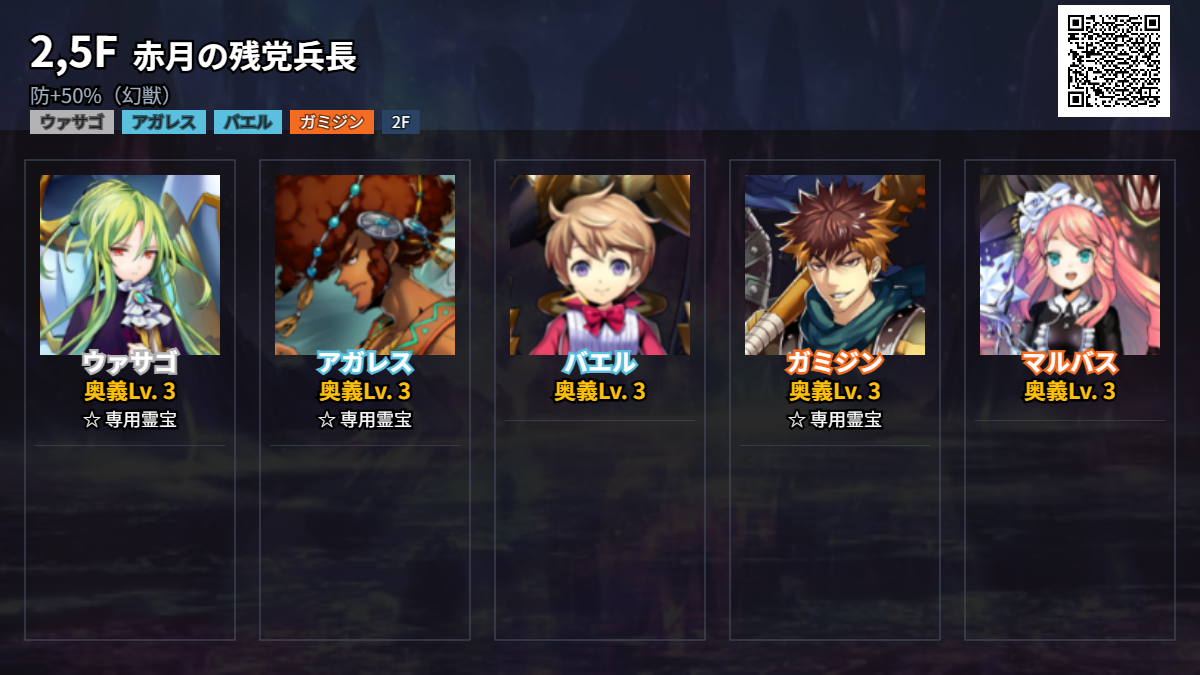 2,5F 赤月の残党兵長
防+50%（幻獣）
ウァサゴ アガレス バエル ガミジン 2F
ウァサゴ
奥義Lv. 3
☆ 専用霊宝
アガレス
奥義Lv. 3
☆ 専用霊宝
バエル
奥義Lv. 3
ガミジン
奥義Lv. 3
☆ 専用霊宝
マルバス
奥義Lv. 3